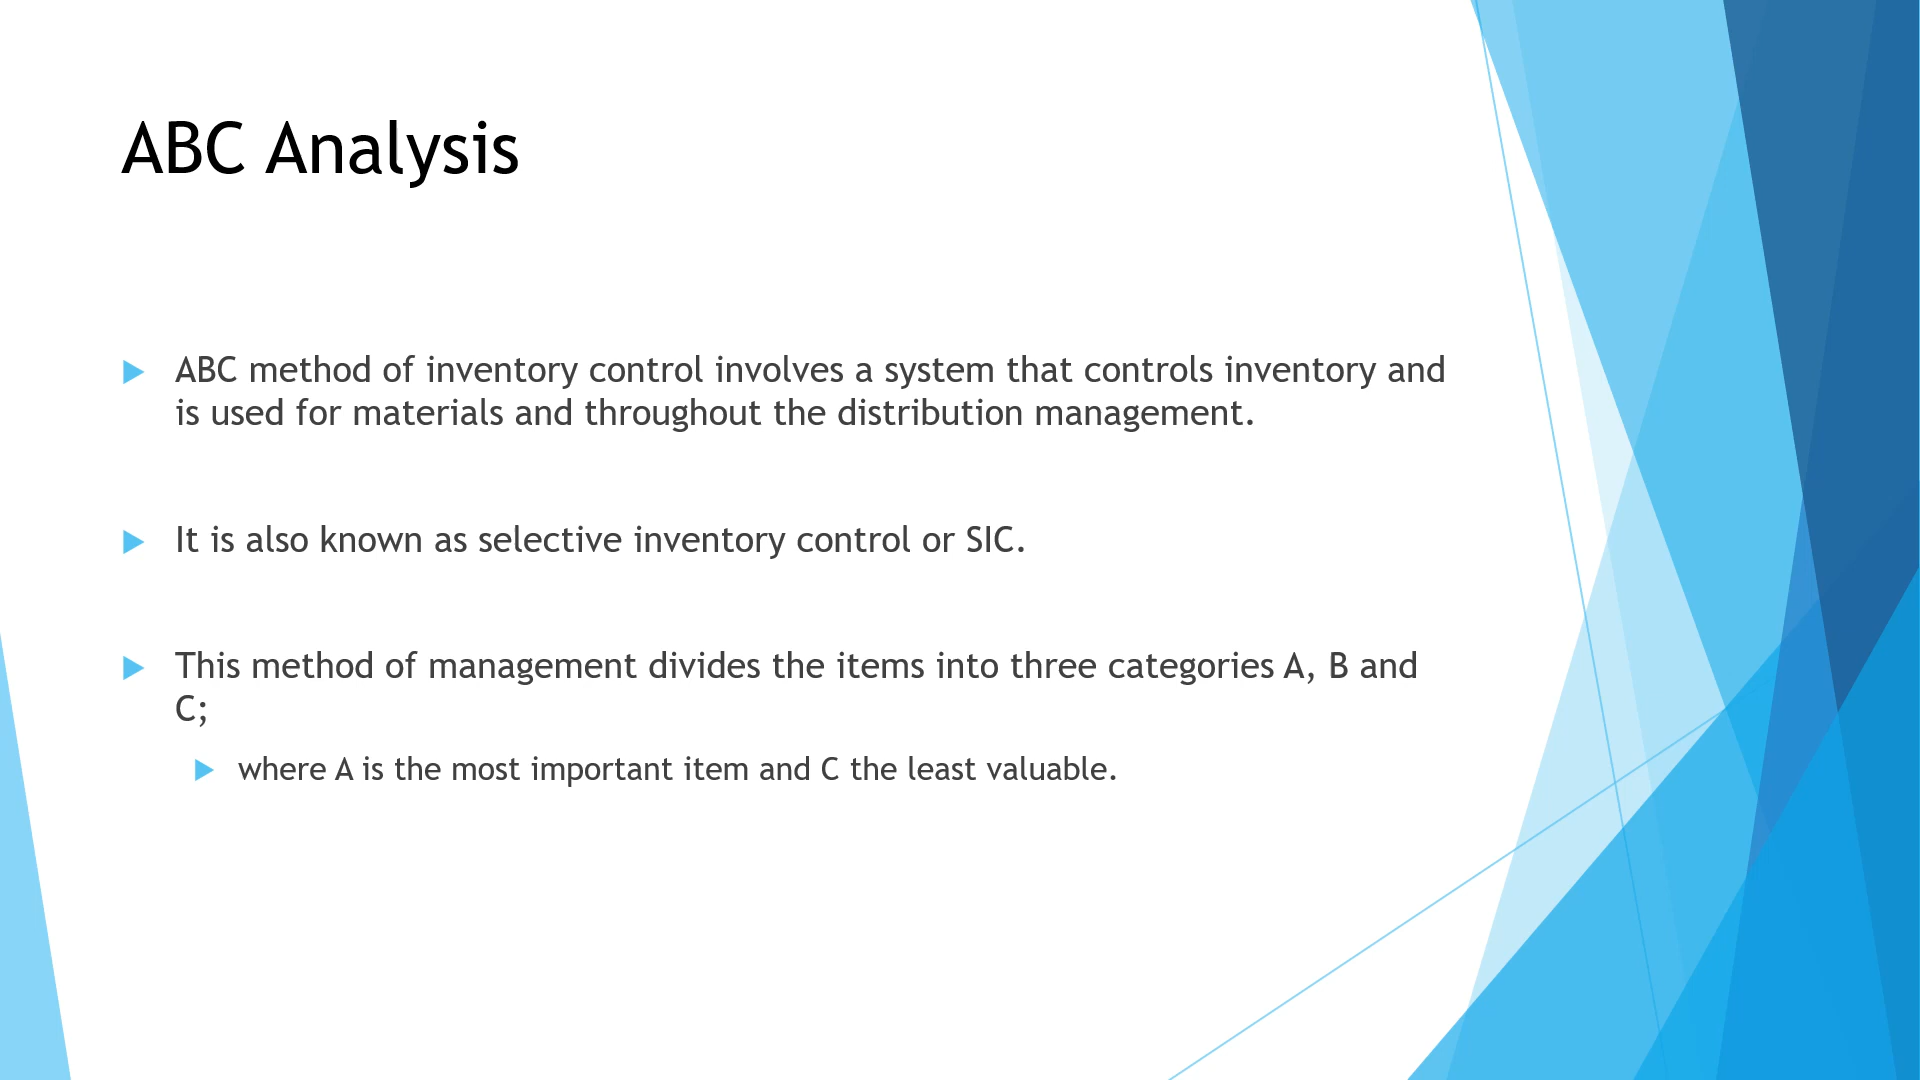 ABC Analysis
ABC method of inventory control involves a system that controls inventory and
is used for materials and throughout the distribution management.
It is also known as selective inventory control or SIC.
This method of management divides the items into three categories A, B and
C;
where A is the most important item and C the least valuable.